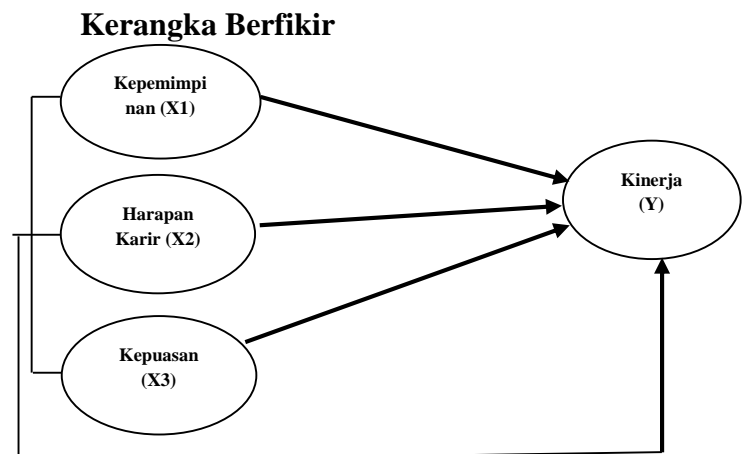 Kerangka Berfikir
Kepemimpi
nan (X1)
Harapan
Karir (X2)
Kepuasan
(X3)
Kinerja
(Y)